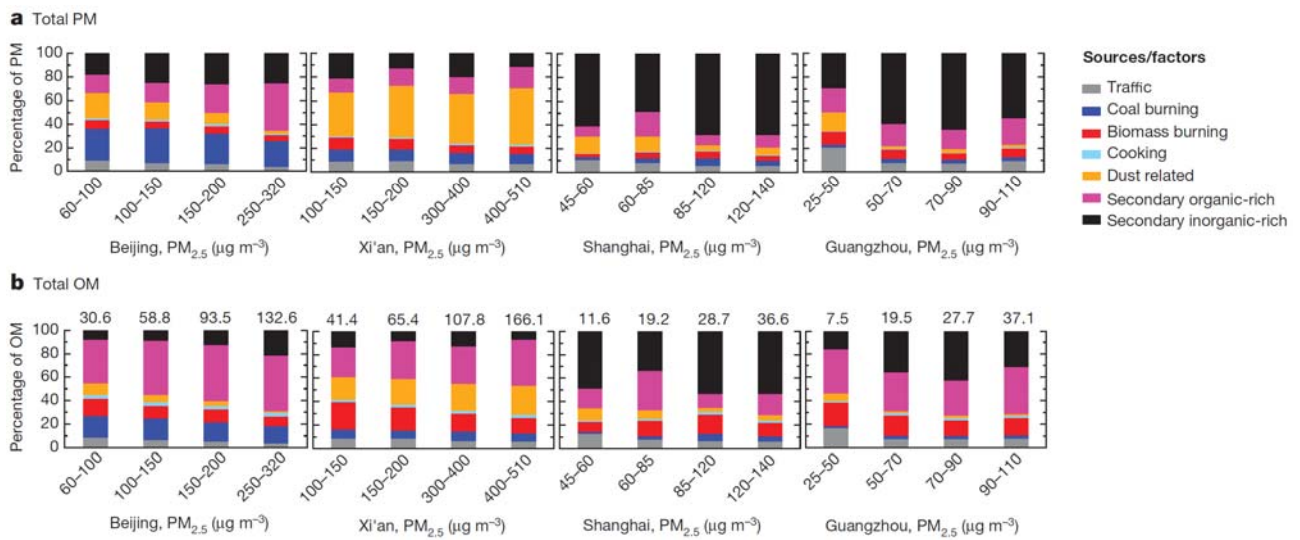 a Total PM
Percentage of PM
100
80
60
40
20
0
60–100
100–150
150–200
250–320
Beijing, PM2.5 (μg m−3)
100–150
150–200
300–400
400–510
Xi'an, PM2.5 (μg m−3)
45–60
60–85
85–120
120–140
Shanghai, PM2.5 (μg m−3)
25–50
50–70
70–90
90–110
Guangzhou, PM2.5 (μg m−3)
Sources/factors
Traffic
Coal burning
Biomass burning
Cooking
Dust related
Secondary organic-rich
Secondary inorganic-rich
b Total OM
Percentage of OM
100
80
60
40
20
0
30.6 58.8 93.5 132.6
41.4 65.4 107.8 166.1
11.6 19.2 28.7 36.6
7.5 19.5 27.7 37.1
60–100
100–150
150–200
250–320
Beijing, PM2.5 (μg m−3)
100–150
150–200
300–400
400–510
Xi'an, PM2.5 (μg m−3)
45–60
60–85
85–120
120–140
Shanghai, PM2.5 (μg m−3)
25–50
50–70
70–90
90–110
Guangzhou, PM2.5 (μg m−3)